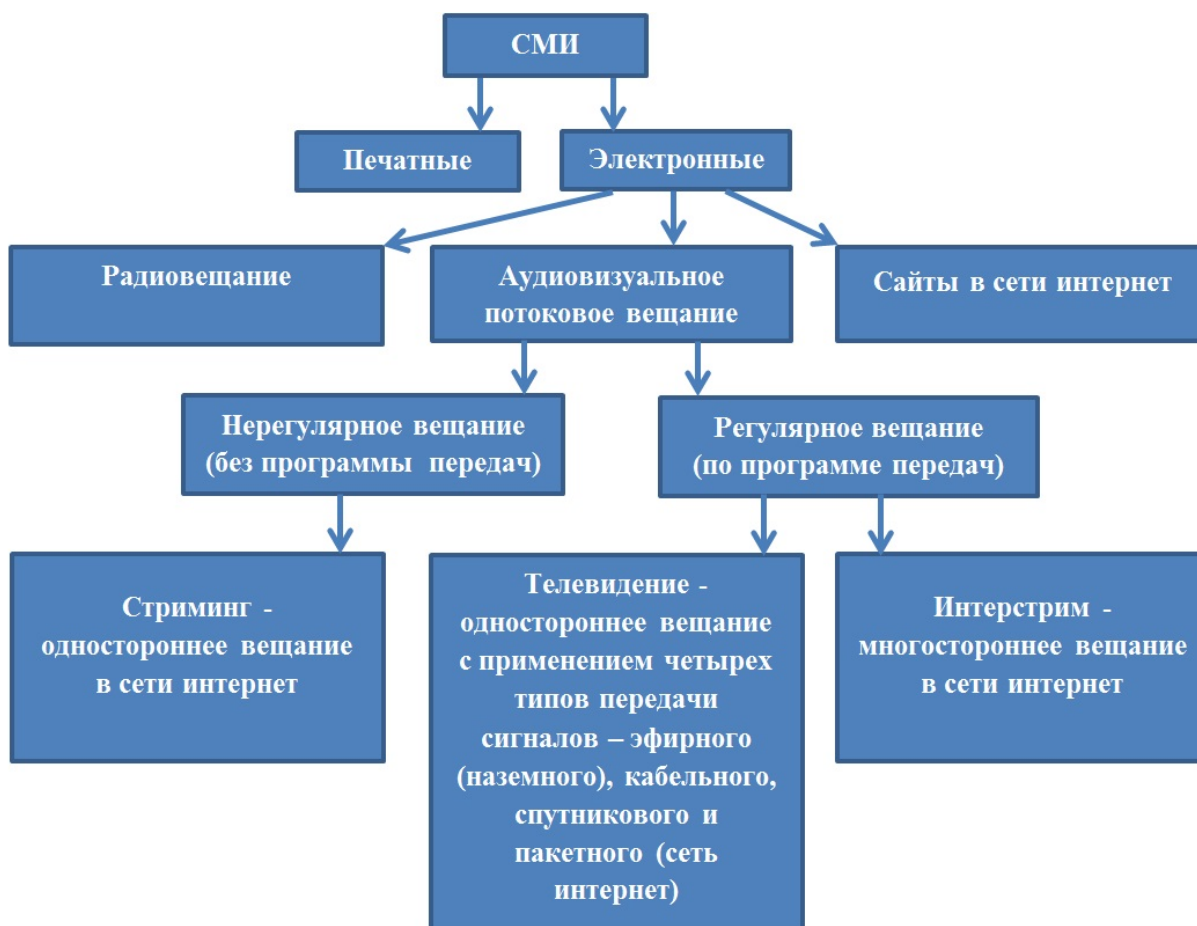 СМИ
Печатные
Электронные
Радиовещание
Аудиовизуальное
потоковое вещание
Сайты в сети интернет
Нерегулярное вещание
(без программы передач)
Регулярное вещание
(по программе передач)
Стриминг -
одностороннее вещание
в сети интернет
Телевидение -
одностороннее вещание
с применением четырех
типов передачи
сигналов – эфирного
(наземного), кабельного,
спутникового и
пакетного (сеть
интернет)
Интерстрим -
многостороннее вещание
в сети интернет